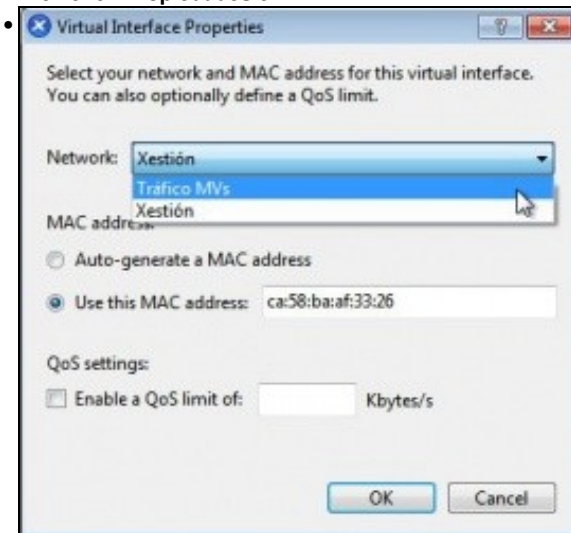 Virtual Interface Properties
Select your network and MAC address for this virtual interface.
You can also optionally define a QoS limit.
Network: Xestión
Tráfico MVs
Xestión
MAC address:
Auto-generate a MAC address
Use this MAC address: ca:58:ba:af:33:26
QoS settings:
Enable a QoS limit of: Kbytes/s
OK Cancel